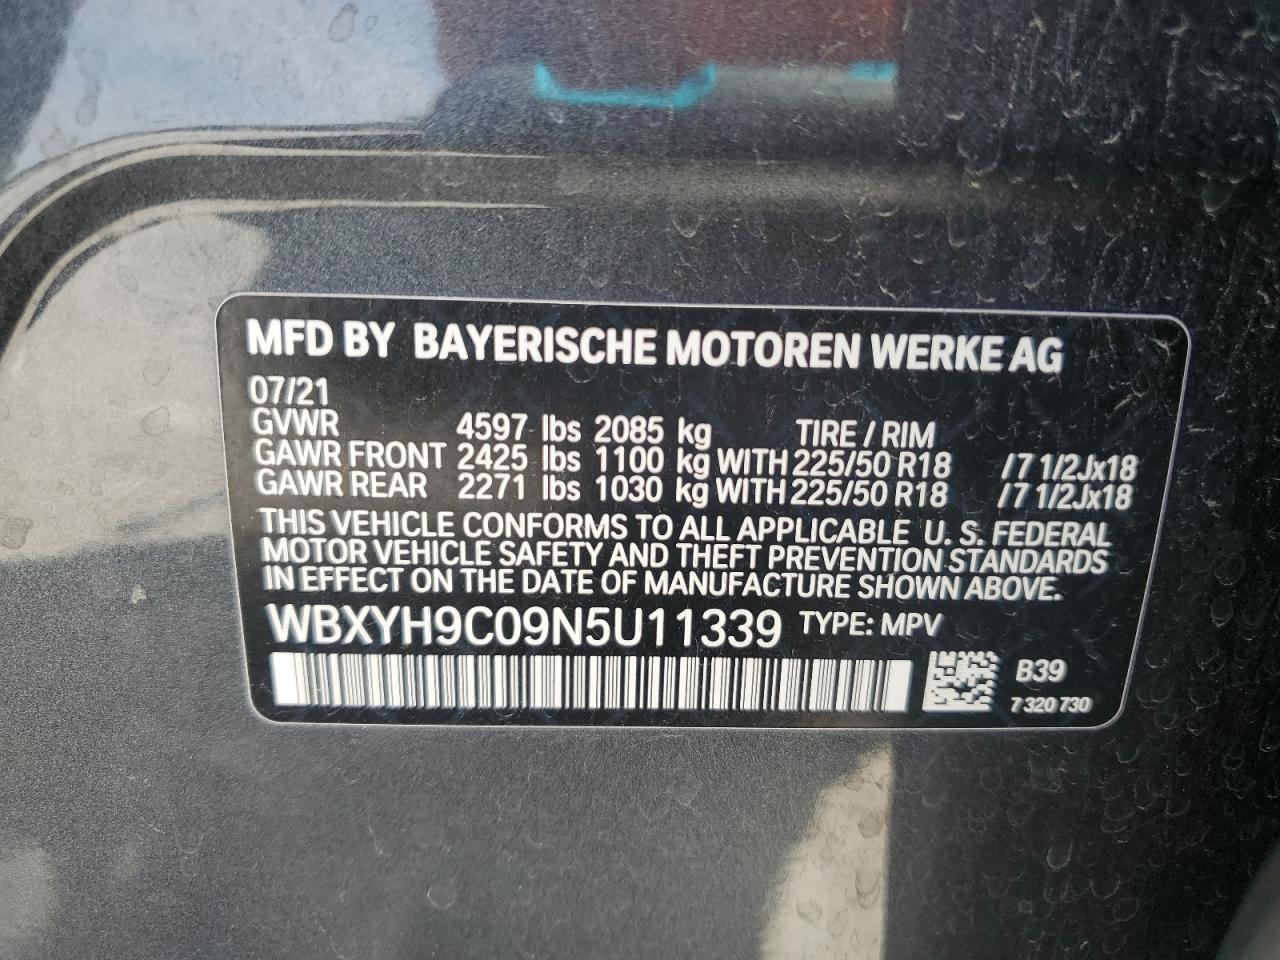 MFD BY BAYERISCHE MOTOREN WERKE AG
07/21
GVWR 4597 lbs 2085 kg TIRE / RIM
GAWR FRONT 2425 lbs 1100 kg WITH 225/50 R18 /7 1/2Jx18
GAWR REAR 2271 lbs 1030 kg WITH 225/50 R18 /7 1/2Jx18
THIS VEHICLE CONFORMS TO ALL APPLICABLE U. S. FEDERAL
MOTOR VEHICLE SAFETY AND THEFT PREVENTION STANDARDS
IN EFFECT ON THE DATE OF MANUFACTURE SHOWN ABOVE.
WBXYH9C09N5U11339 TYPE: MPV
B39
7 320 730